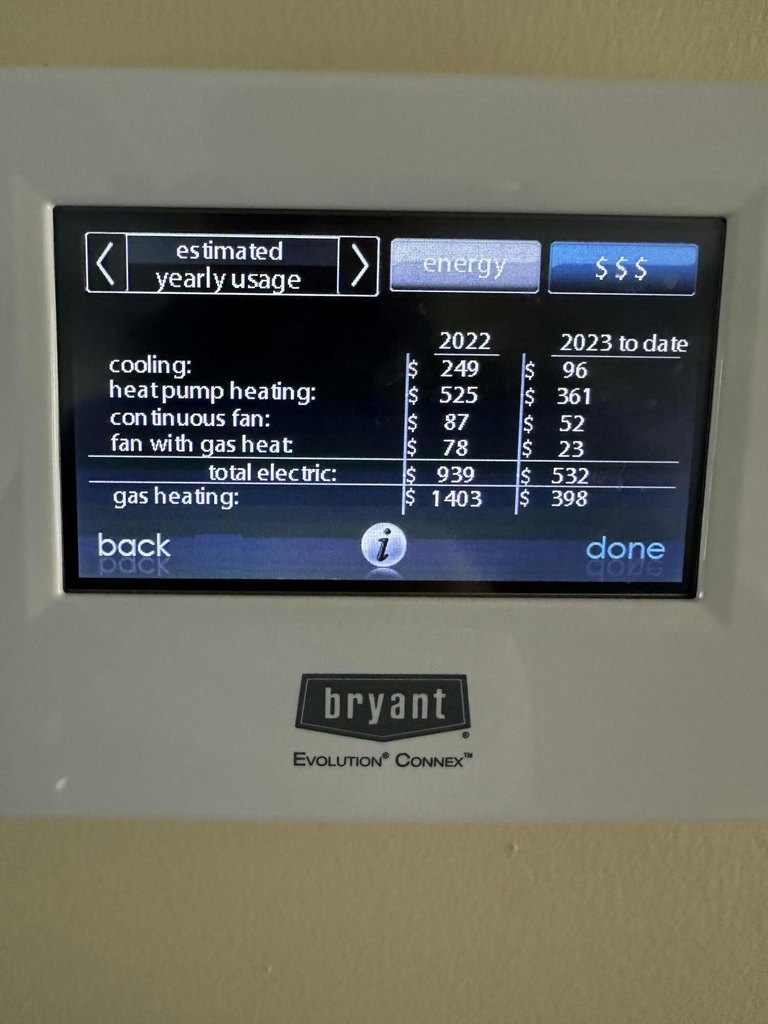 estimated
yearly usage
energy
$$$
2022 2023 to date
cooling: $ 249 $ 96
heat pump heating: $ 525 $ 361
continuous fan: $ 87 $ 52
fan with gas heat: $ 78 $ 23
total electric: $ 939 $ 532
gas heating: $ 1403 $ 398
back i done
bryant®
EVOLUTION® CONNEX™